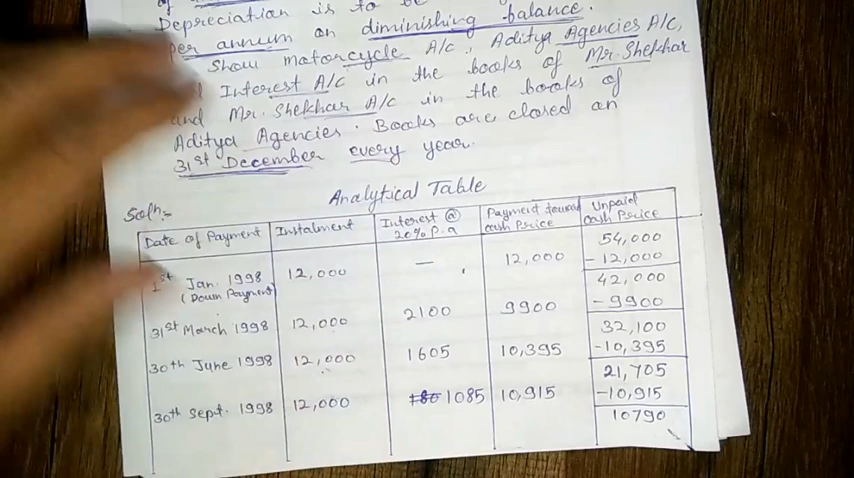 Depreciation is to be
per annum on diminishing balance.
Show motorcycle A/c, Aditya Agencies A/c,
Interest A/c in the books of Mr. Shekhar
and Mr. Shekhar A/c in the books of
Aditya Agencies. Books are closed on
31st December every year.
Analytical Table
Soln:-
Date of Payment Instalment Interest @ 20% p.a Payment toward cash Price Unpaid cash Price
54,000
1st Jan. 1998 (Down Payment) 12,000 — 12,000 - 12,000
42,000
31st March 1998 12,000 2100 9900 - 9900
32,100
30th June 1998 12,000 1605 10,395 -10,395
21,705
30th Sept. 1998 12,000 1085 10,915 -10,915
10790